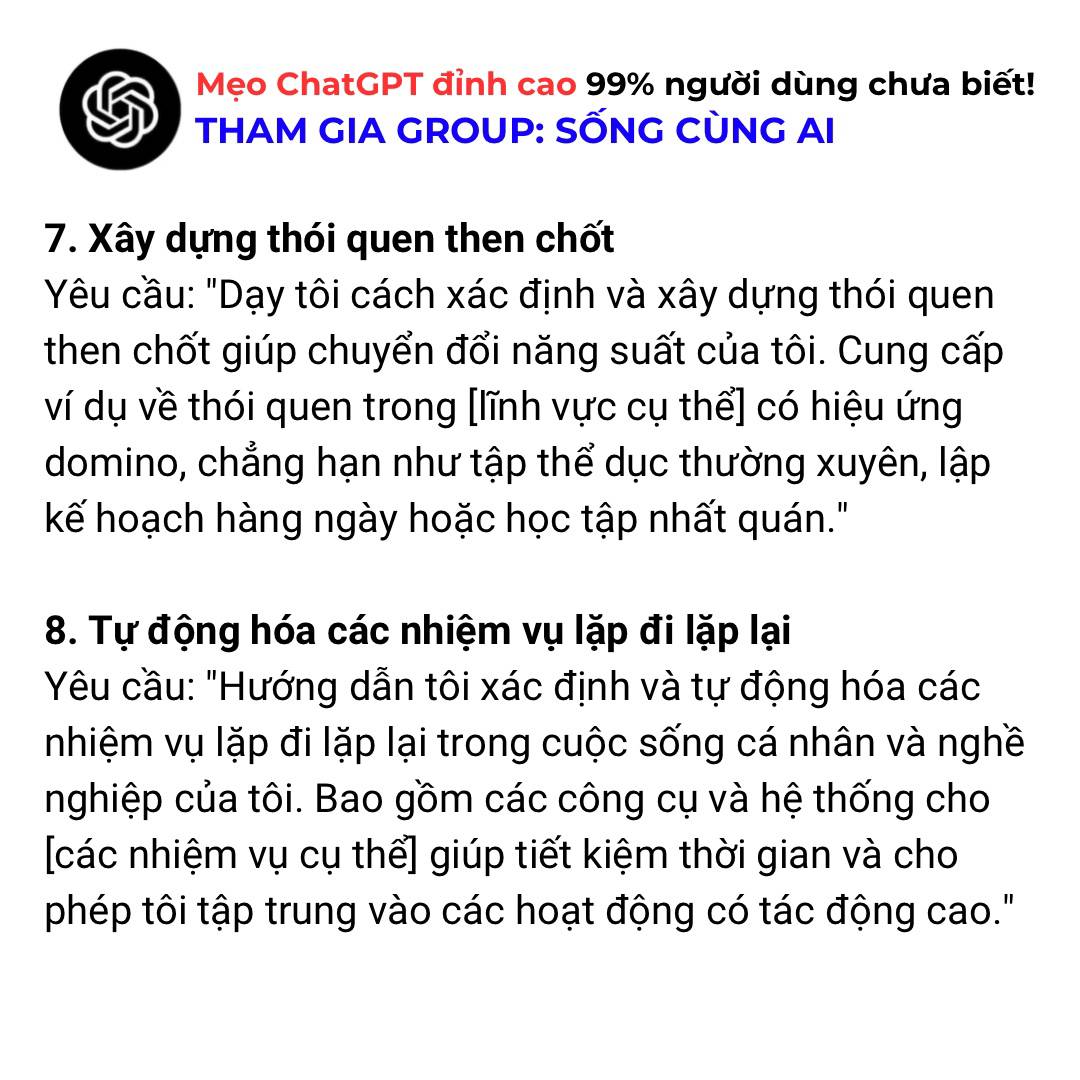 Mẹo ChatGPT đỉnh cao 99% người dùng chưa biết!
THAM GIA GROUP: SỐNG CÙNG AI
7. Xây dựng thói quen then chốt
Yêu cầu: "Dạy tôi cách xác định và xây dựng thói quen
then chốt giúp chuyển đổi năng suất của tôi. Cung cấp
ví dụ về thói quen trong [lĩnh vực cụ thể] có hiệu ứng
domino, chẳng hạn như tập thể dục thường xuyên, lập
kế hoạch hàng ngày hoặc học tập nhất quán."
8. Tự động hóa các nhiệm vụ lặp đi lặp lại
Yêu cầu: "Hướng dẫn tôi xác định và tự động hóa các
nhiệm vụ lặp đi lặp lại trong cuộc sống cá nhân và nghề
nghiệp của tôi. Bao gồm các công cụ và hệ thống cho
[các nhiệm vụ cụ thể] giúp tiết kiệm thời gian và cho
phép tôi tập trung vào các hoạt động có tác động cao."